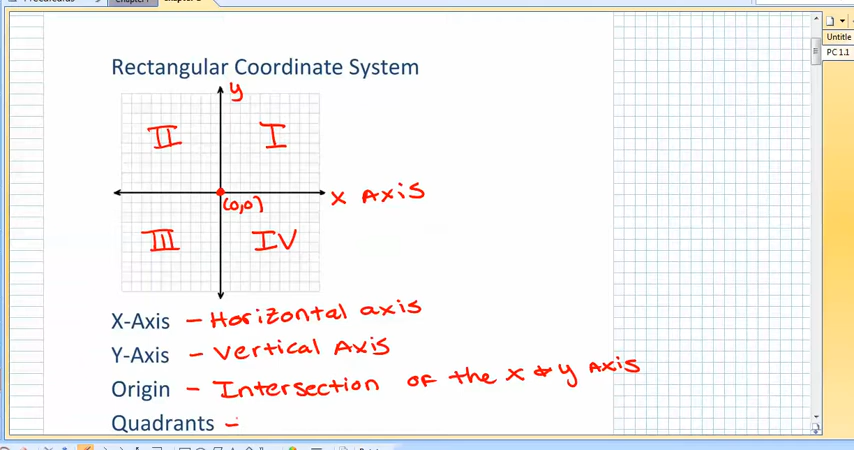 Rectangular Coordinate System
y
II I
(0,0)
x Axis
III IV
X-Axis - Horizontal axis
Y-Axis - Vertical Axis
Origin - Intersection of the x & y Axis
Quadrants -
Untitle
PC 1.1